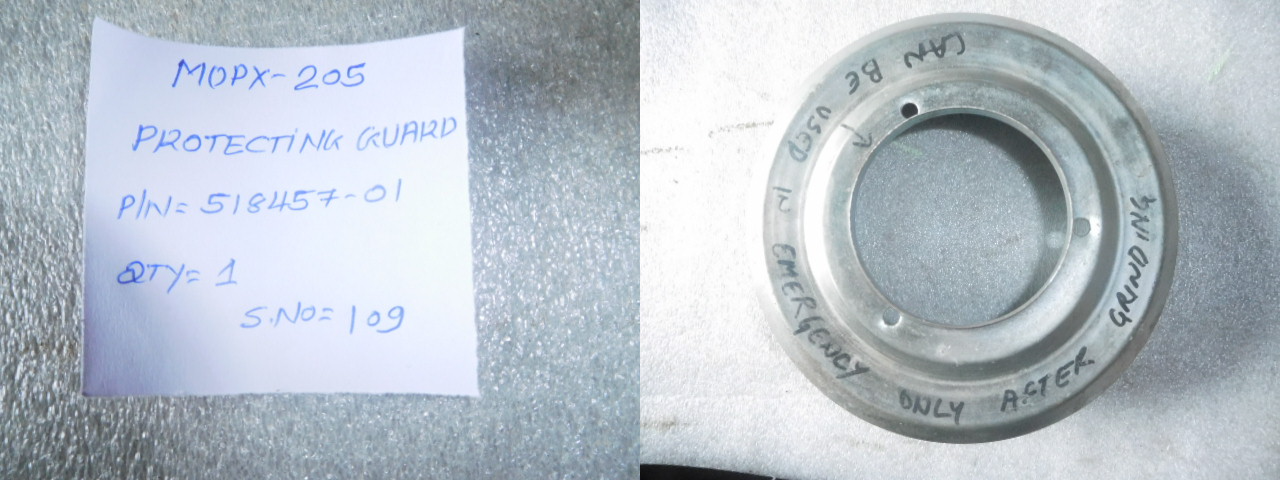 MOPX-205
PROTECTING GUARD
P/N= 518457-01
QTY= 1
S.NO= 109
CAN BE USED IN EMERGENCY ONLY AFTER GRINDING